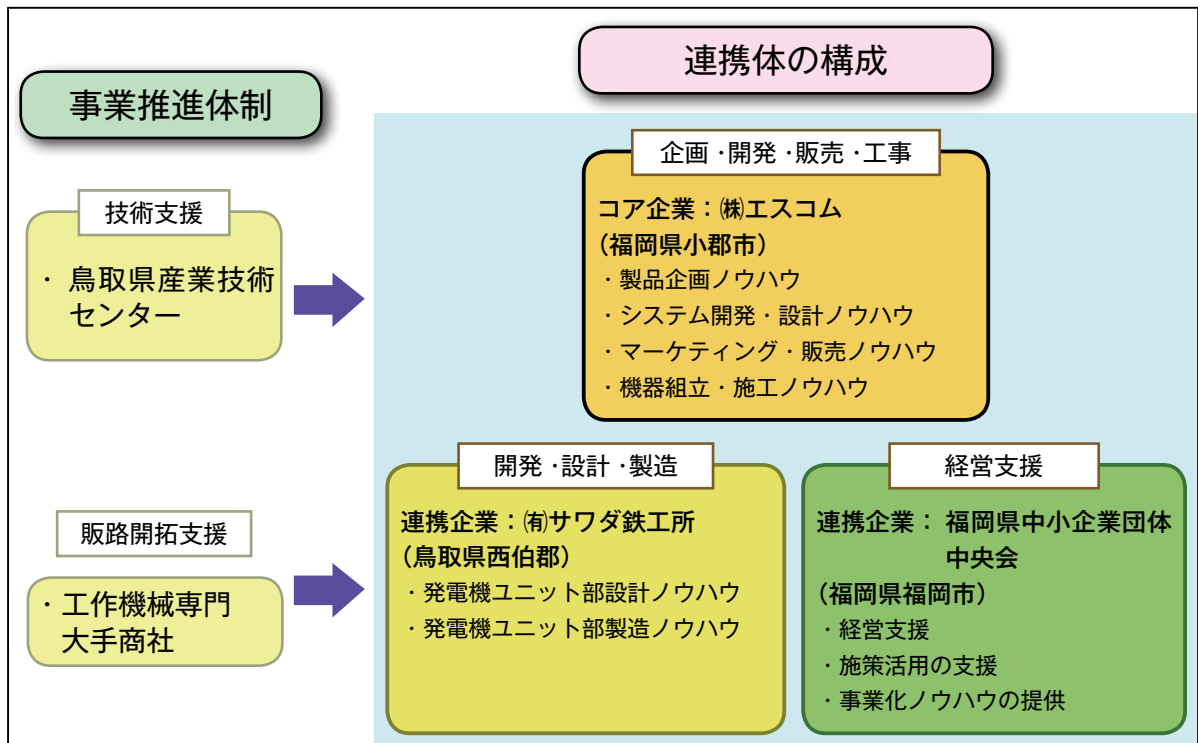 事業推進体制
技術支援
・鳥取県産業技術
センター
販路開拓支援
・工作機械専門
大手商社
連携体の構成
企画・開発・販売・工事
コア企業：㈱エスコム
（福岡県小郡市）
・製品企画ノウハウ
・システム開発・設計ノウハウ
・マーケティング・販売ノウハウ
・機器組立・施工ノウハウ
開発・設計・製造
連携企業：㈲サワダ鉄工所
（鳥取県西伯郡）
・発電機ユニット部設計ノウハウ
・発電機ユニット部製造ノウハウ
経営支援
連携企業：福岡県中小企業団体
中央会
（福岡県福岡市）
・経営支援
・施策活用の支援
・事業化ノウハウの提供